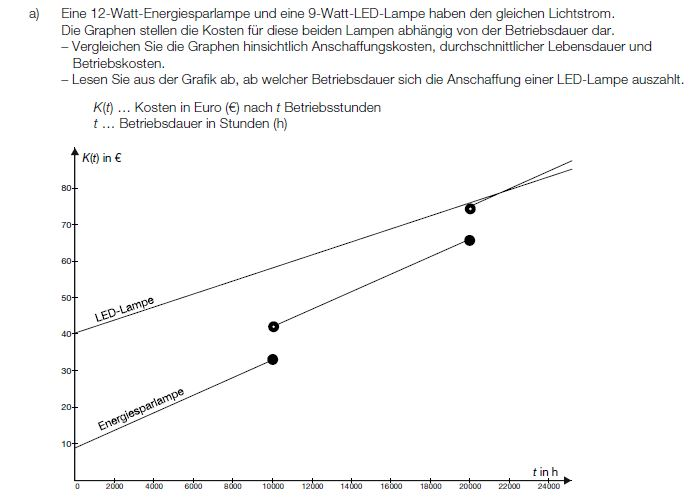 a) Eine 12-Watt-Energiesparlampe und eine 9-Watt-LED-Lampe haben den gleichen Lichtstrom.
Die Graphen stellen die Kosten für diese beiden Lampen abhängig von der Betriebsdauer dar.
– Vergleichen Sie die Graphen hinsichtlich Anschaffungskosten, durchschnittlicher Lebensdauer und
Betriebskosten.
– Lesen Sie aus der Grafik ab, ab welcher Betriebsdauer sich die Anschaffung einer LED-Lampe auszahlt.
K(t) … Kosten in Euro (€) nach t Betriebsstunden
t … Betriebsdauer in Stunden (h)
K(t) in €
80
70
60
50
LED-Lampe
40
30
20
Energiesparlampe
10
t in h
0 2000 4000 6000 8000 10000 12000 14000 16000 18000 20000 22000 24000